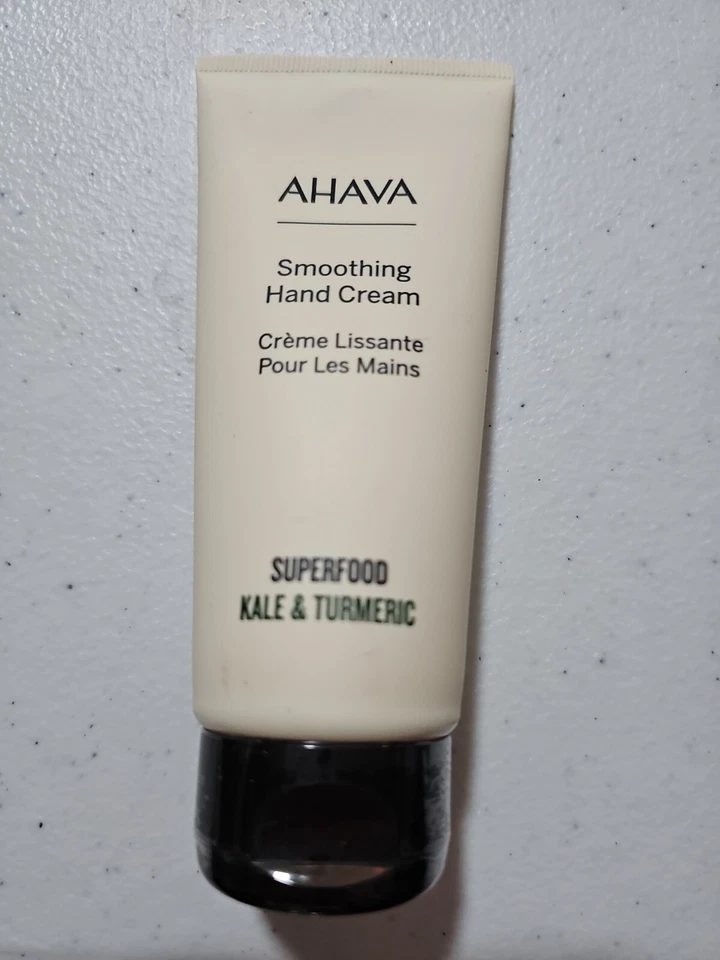 AHAVA
Smoothing
Hand Cream
Crème Lissante
Pour Les Mains
SUPERFOOD
KALE & TURMERIC